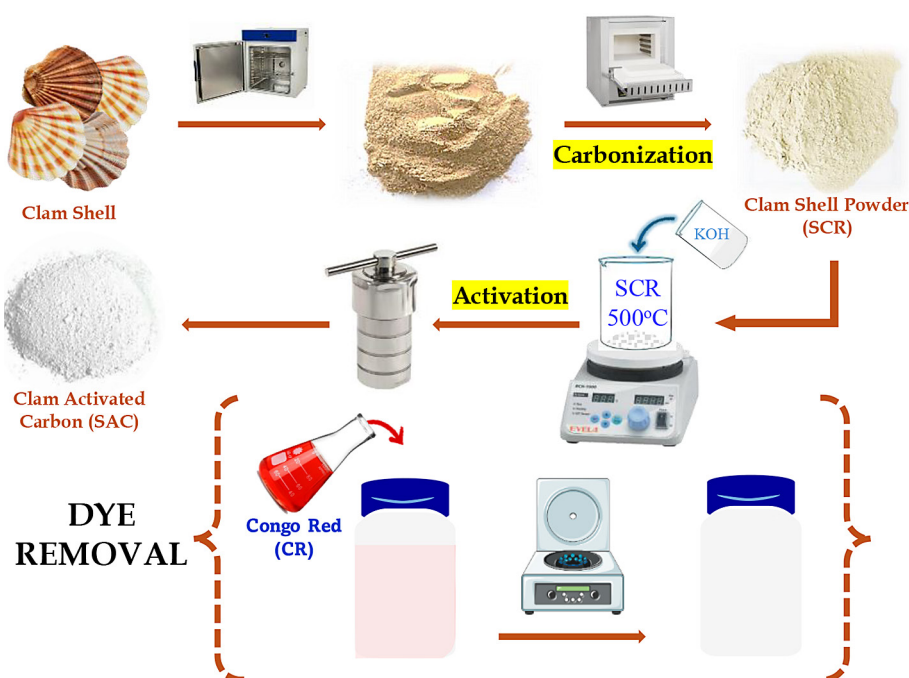 Clam Shell
Carbonization
Clam Shell Powder
(SCR)
KOH
SCR
500°C
Activation
Clam Activated
Carbon (SAC)
DYE
REMOVAL
Congo Red
(CR)